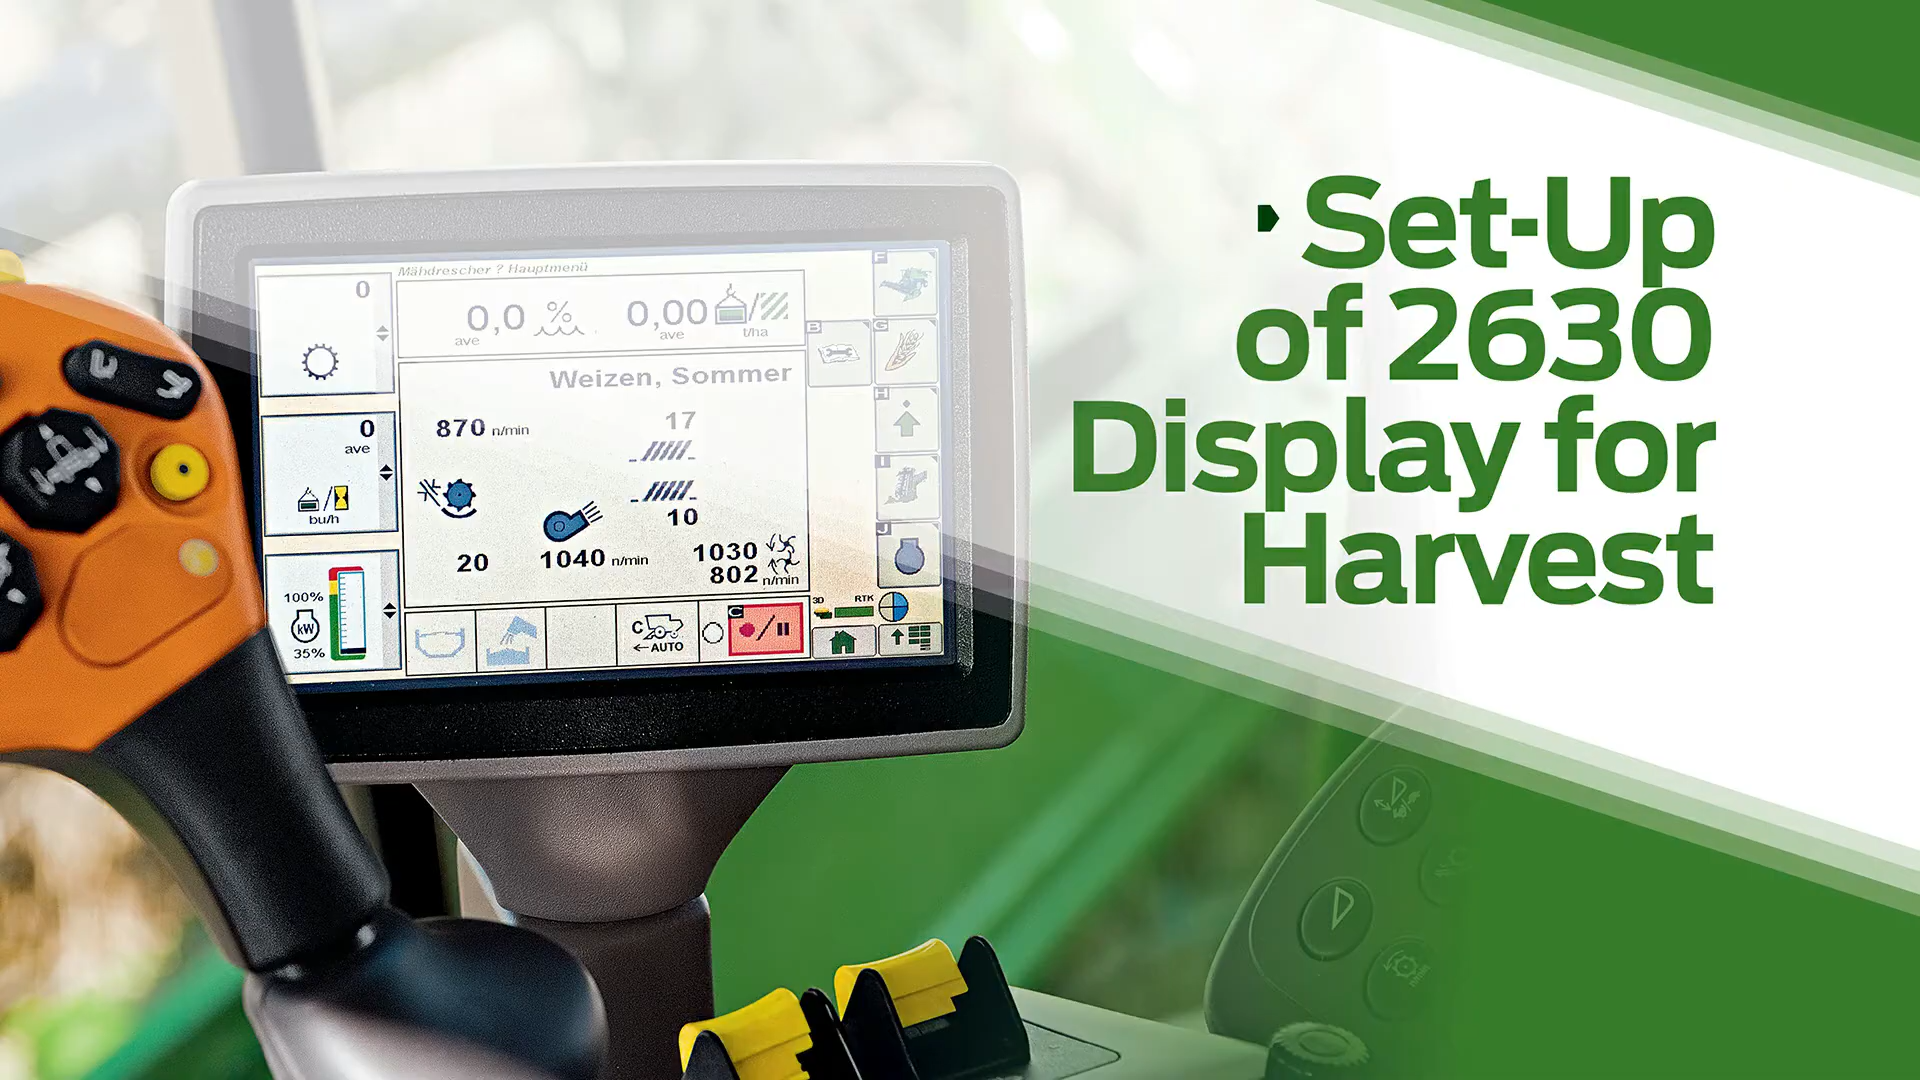 Set-Up
of 2630
Display for
Harvest
Mähdrescher ? Hauptmenü
0
0,0 %
ave
0,00
ave
t/ha
Weizen, Sommer
870 n/min
17
0
ave
bu/h
10
20
1040 n/min
1030
802 n/min
100%
kW
35%
C
AUTO
C
3D
RTK
F
B
G
H
I
J